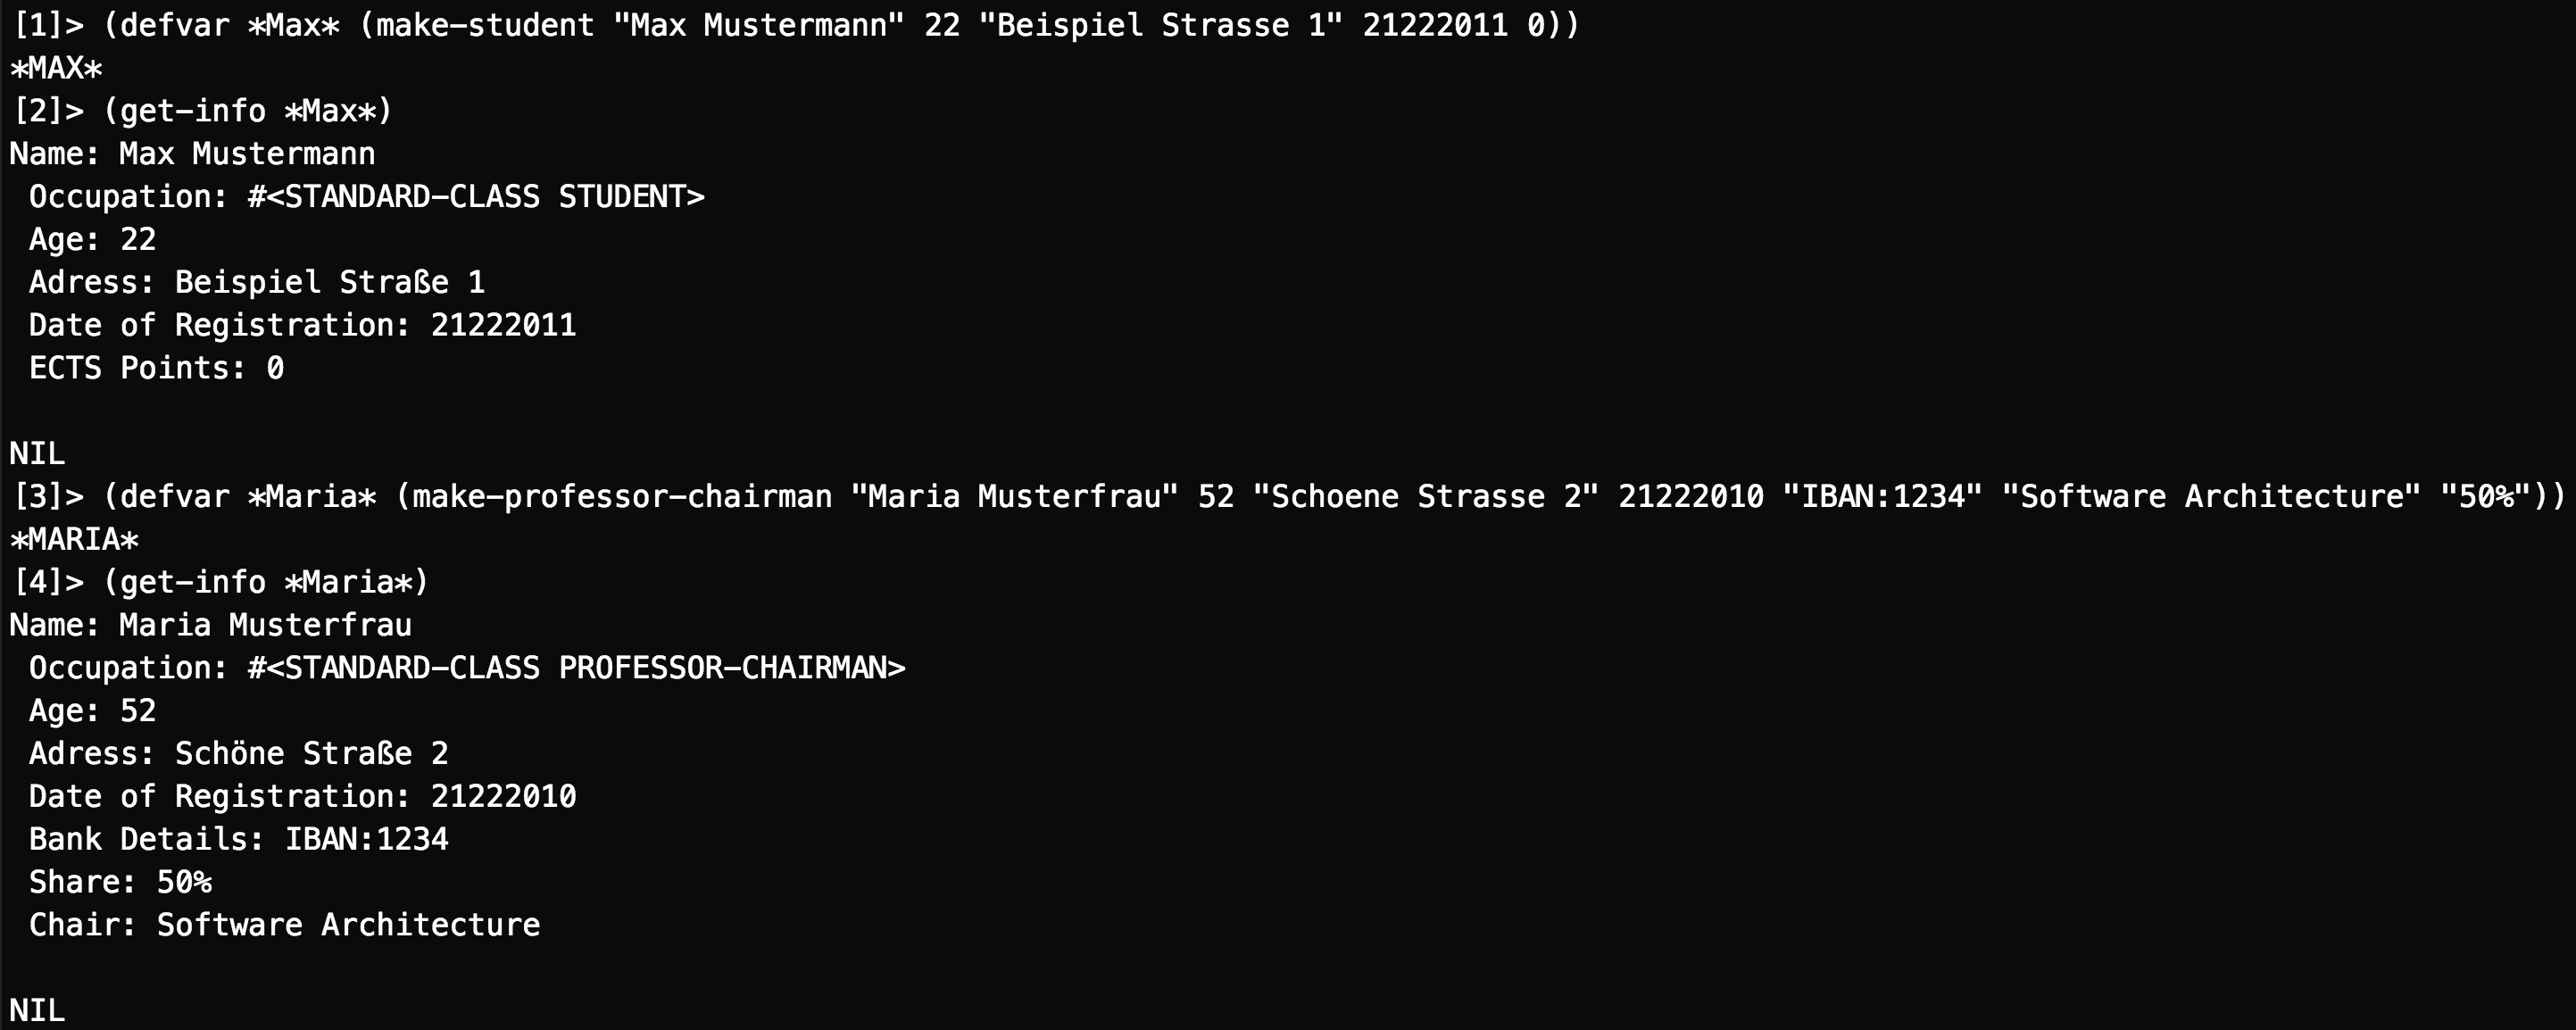 [1]> (defvar *Max* (make-student "Max Mustermann" 22 "Beispiel Strasse 1" 21222011 0))
*MAX*
[2]> (get-info *Max*)
Name: Max Mustermann
Occupation: #<STANDARD-CLASS STUDENT>
Age: 22
Adress: Beispiel Straße 1
Date of Registration: 21222011
ECTS Points: 0
NIL
[3]> (defvar *Maria* (make-professor-chairman "Maria Musterfrau" 52 "Schoene Strasse 2" 21222010 "IBAN:1234" "Software Architecture" "50%"))
*MARIA*
[4]> (get-info *Maria*)
Name: Maria Musterfrau
Occupation: #<STANDARD-CLASS PROFESSOR-CHAIRMAN>
Age: 52
Adress: Schöne Straße 2
Date of Registration: 21222010
Bank Details: IBAN:1234
Share: 50%
Chair: Software Architecture
NIL